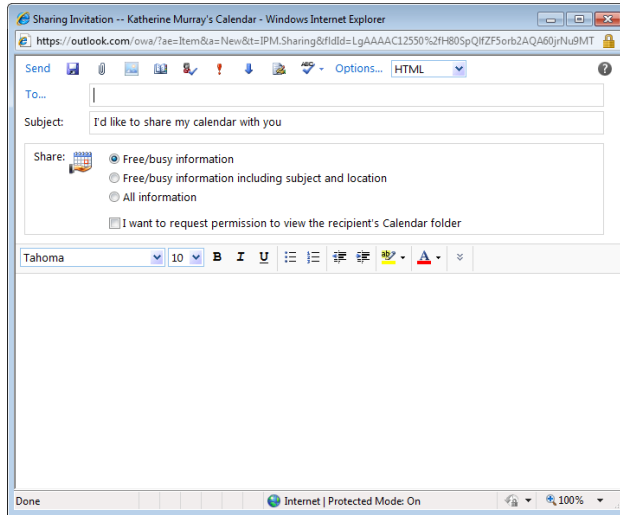 Sharing Invitation -- Katherine Murray's Calendar - Windows Internet Explorer
https://outlook.com/owa/?ae=Item&a=New&t=IPM.Sharing&fldId=LgAAAAC12550%2fH80SpQIfZF5orb2AQA60jrNu9MT
Send Options... HTML
To...
Subject: I'd like to share my calendar with you
Share: Free/busy information
Free/busy information including subject and location
All information
I want to request permission to view the recipient's Calendar folder
Tahoma 10 B I U ab A
Done Internet | Protected Mode: On 100%